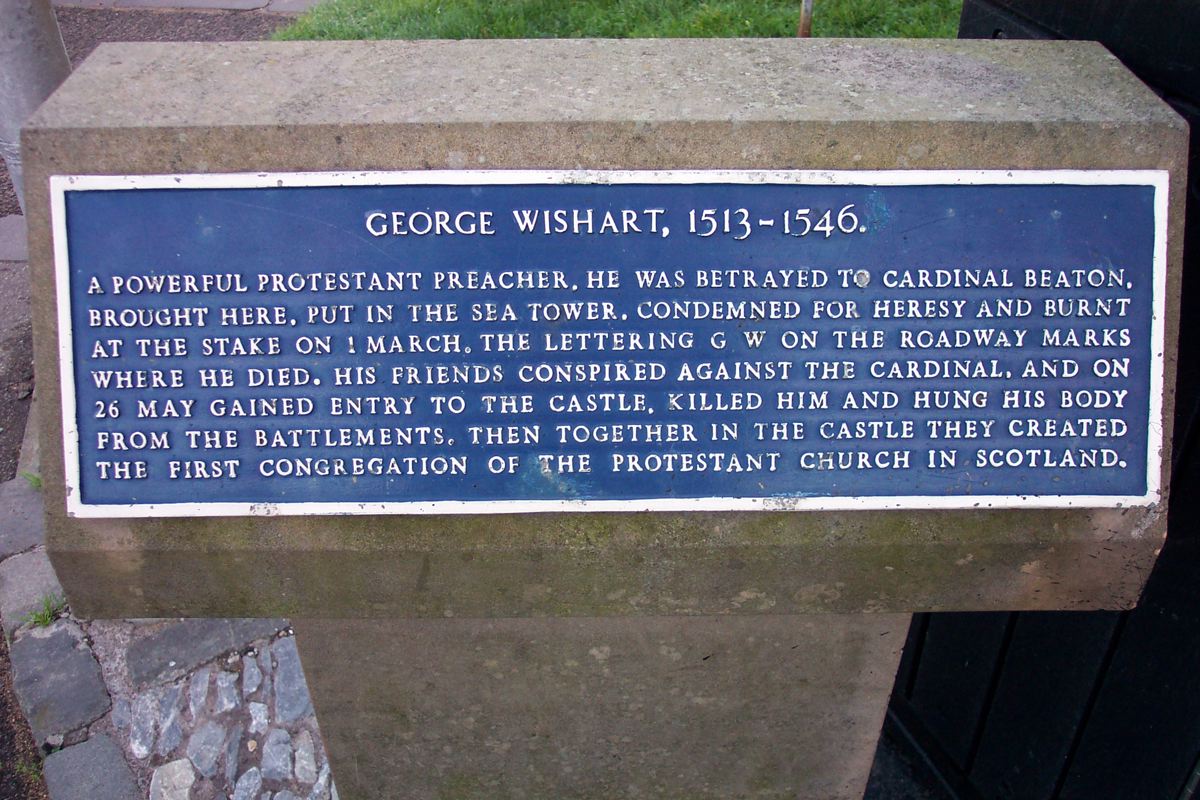 GEORGE WISHART, 1513-1546.
A POWERFUL PROTESTANT PREACHER, HE WAS BETRAYED TO CARDINAL BEATON,
BROUGHT HERE, PUT IN THE SEA TOWER, CONDEMNED FOR HERESY AND BURNT
AT THE STAKE ON 1 MARCH. THE LETTERING G W ON THE ROADWAY MARKS
WHERE HE DIED. HIS FRIENDS CONSPIRED AGAINST THE CARDINAL, AND ON
26 MAY GAINED ENTRY TO THE CASTLE, KILLED HIM AND HUNG HIS BODY
FROM THE BATTLEMENTS. THEN TOGETHER IN THE CASTLE THEY CREATED
THE FIRST CONGREGATION OF THE PROTESTANT CHURCH IN SCOTLAND.